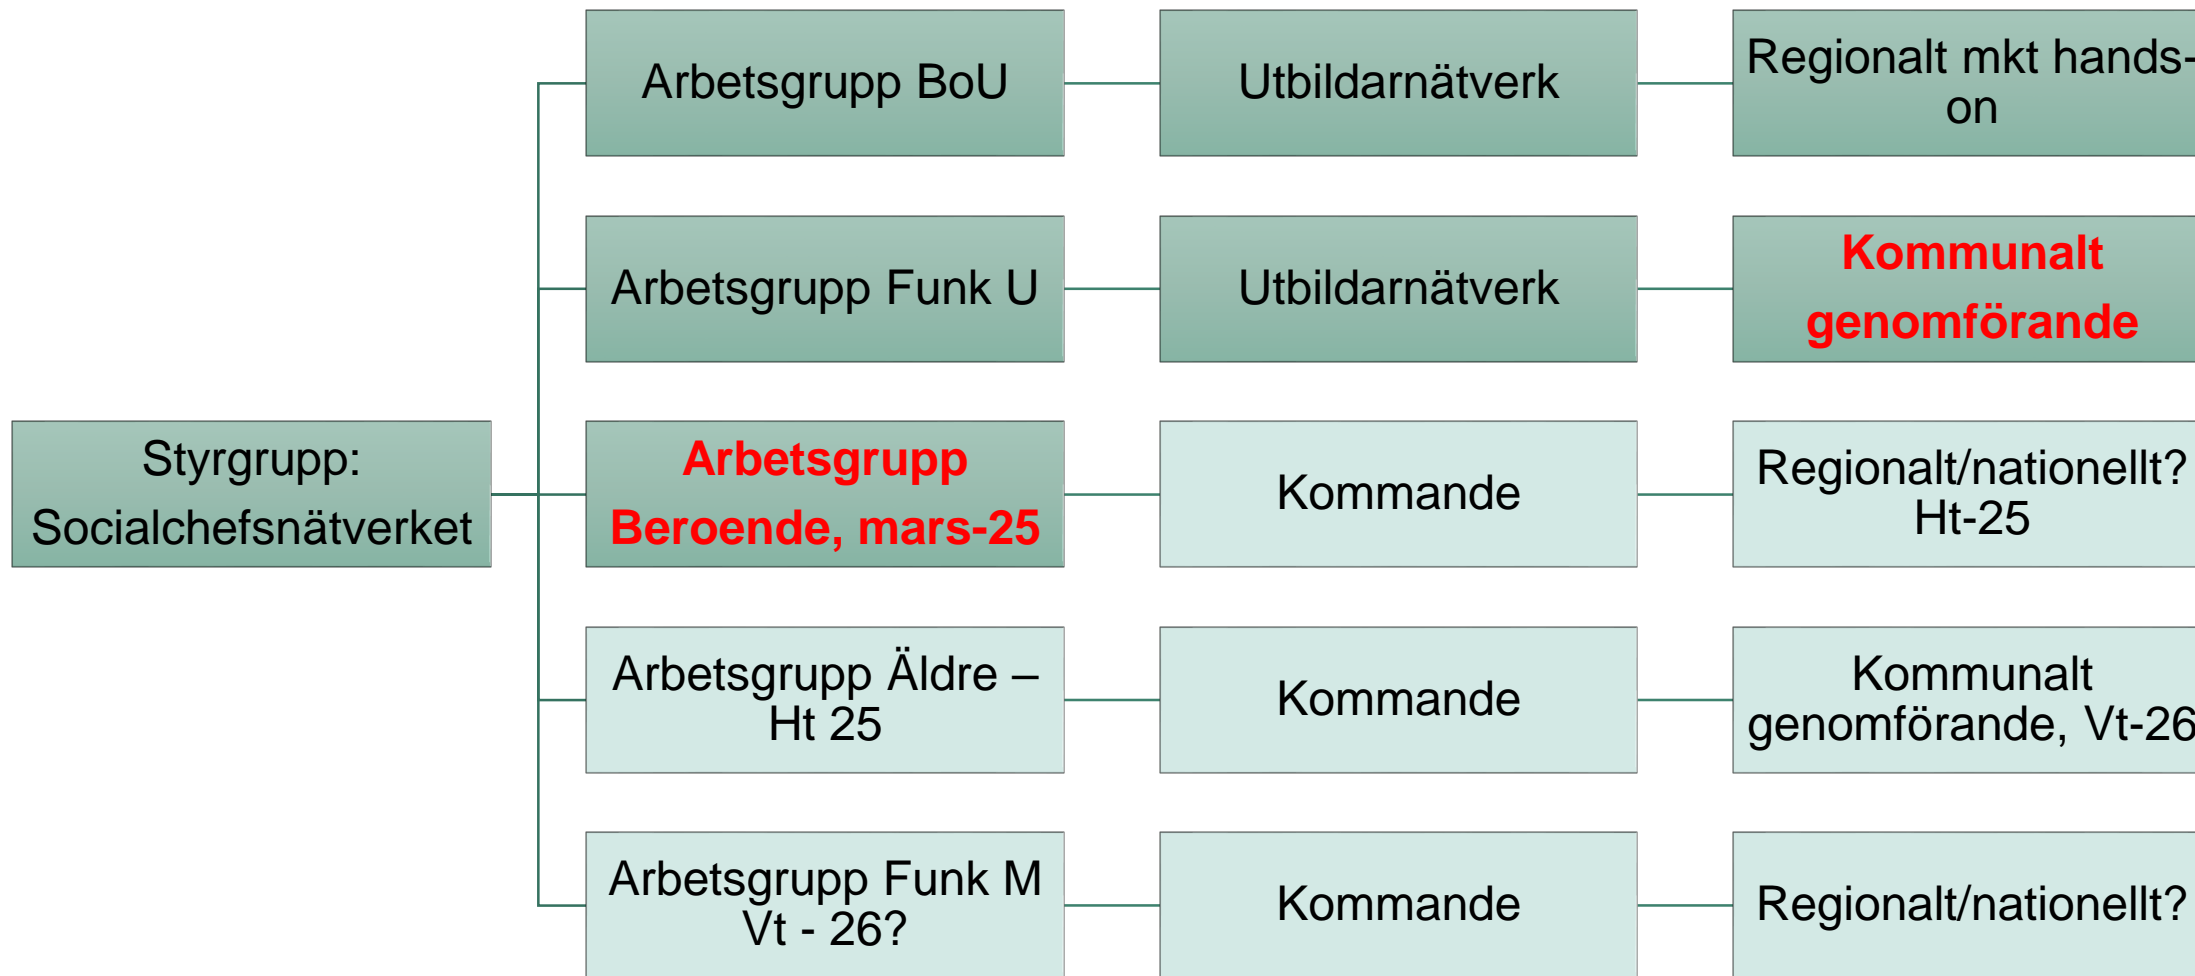 Arbetsgrupp BoU
Utbildarnätverk
Regionalt mkt hands-
on
Arbetsgrupp Funk U
Utbildarnätverk
Kommunalt
genomförande
Styrgrupp:
Socialchefsnätverket
Arbetsgrupp
Beroende, mars-25
Kommande
Regionalt/nationellt?
Ht-25
Arbetsgrupp Äldre –
Ht 25
Kommande
Kommunalt
genomförande, Vt-26
Arbetsgrupp Funk M
Vt - 26?
Kommande
Regionalt/nationellt?